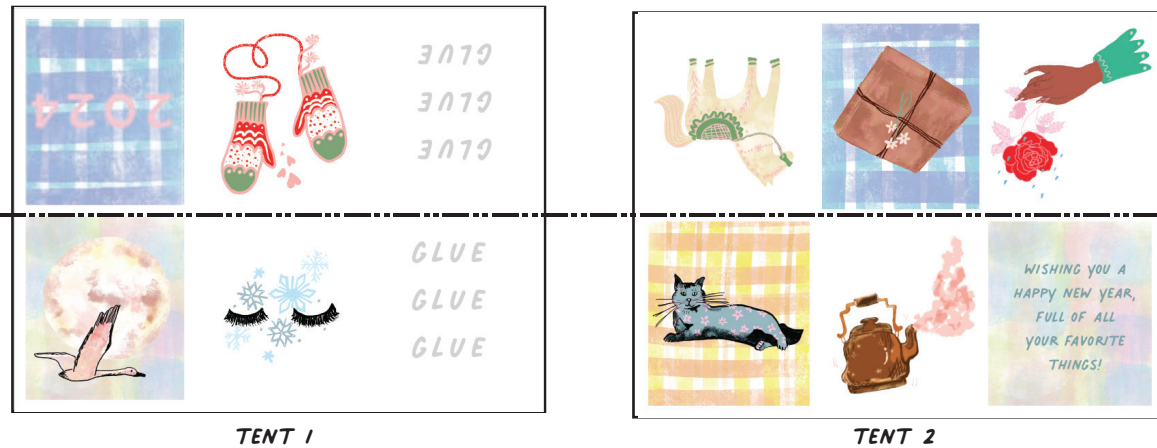 2024
GLUE
GLUE
GLUE
GLUE
GLUE
GLUE
TENT 1
WISHING YOU A
HAPPY NEW YEAR,
FULL OF ALL
YOUR FAVORITE
THINGS!
TENT 2